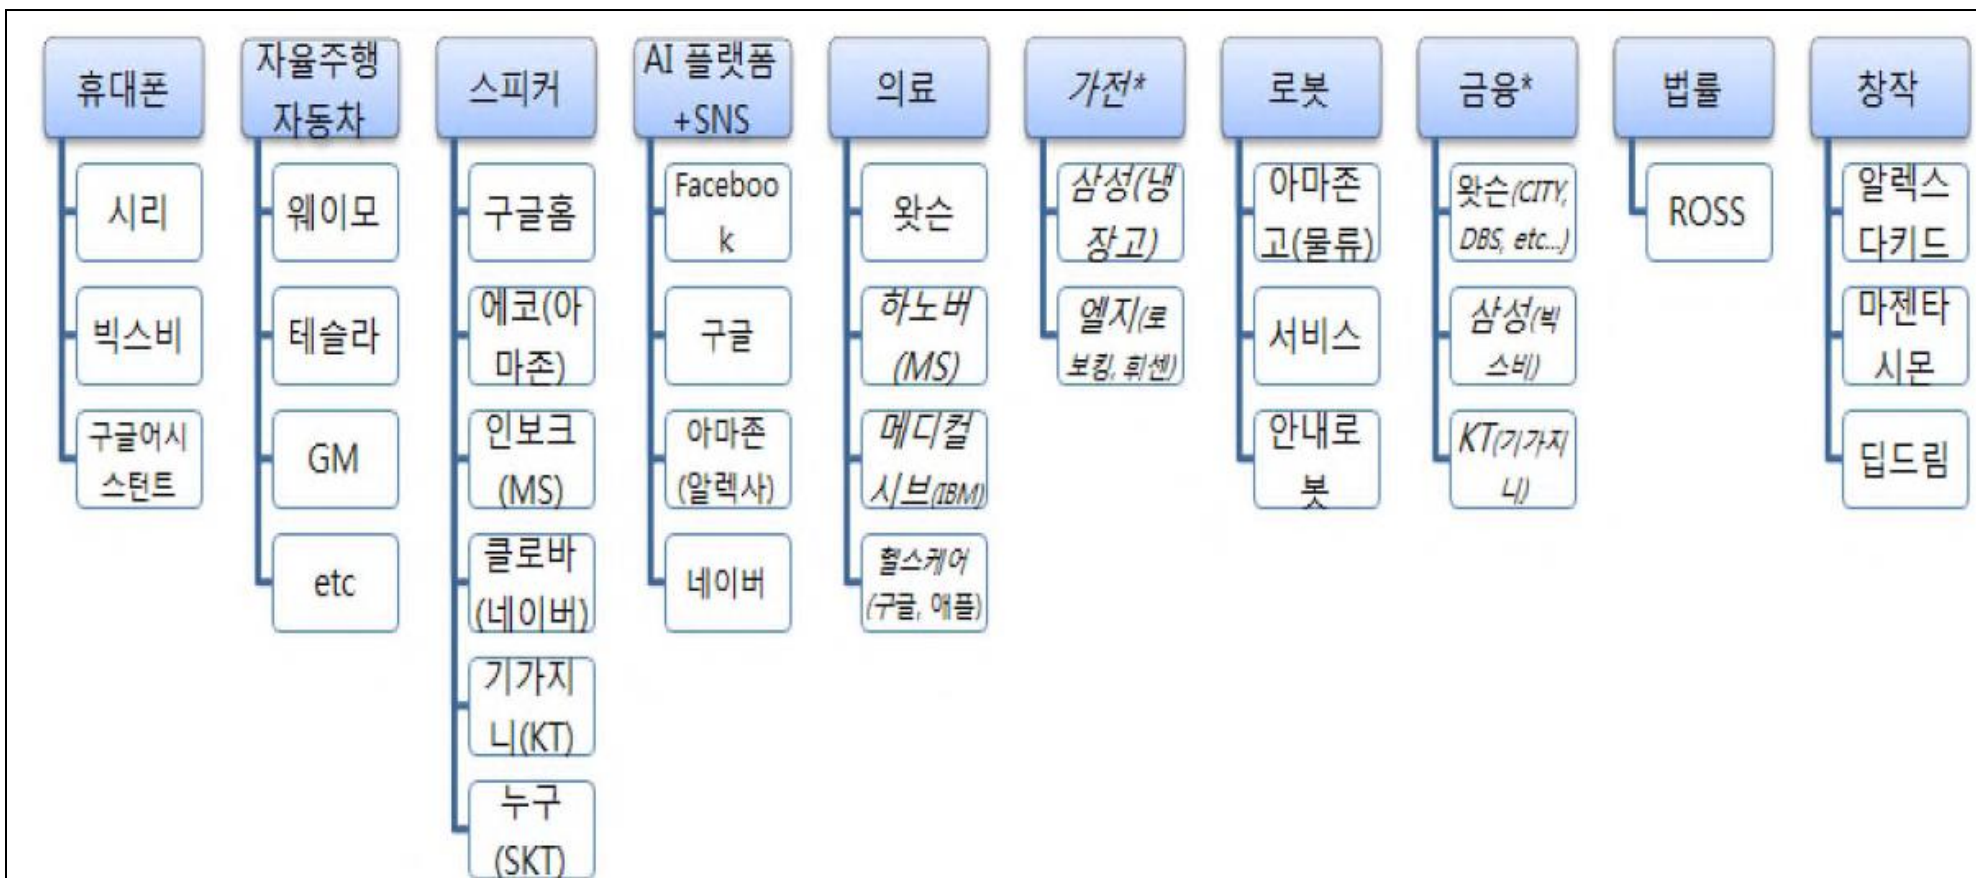 휴대폰
시리
빅스비
구글어시
스턴트
자율주행
자동차
웨이모
테슬라
GM
etc
스피커
구글홈
에코(아
마존)
인보크
(MS)
클로바
(네이버)
기가지
니(KT)
누구
(SKT)
AI 플랫폼
+SNS
Faceboo
k
구글
아마존
(알렉사)
네이버
의료
왓슨
하노버
(MS)
메디컬
시브(IBM)
헬스케어
(구글, 애플)
가전*
삼성(냉
장고)
엘지(로
보킹, 휘센)
로봇
아마존
고(물류)
서비스
안내로
봇
금융*
왓슨(CITY,
DBS, etc...)
삼성(빅
스비)
KT(기가지
니)
법률
ROSS
창작
알렉스
다키드
마젠타
시몬
딥드림